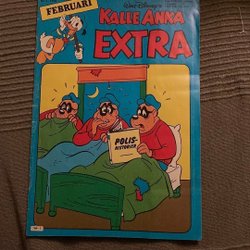 FEBRUARI
Walt Disney's
KALLE ANKA
EXTRA
POLIS-
HISTORIER